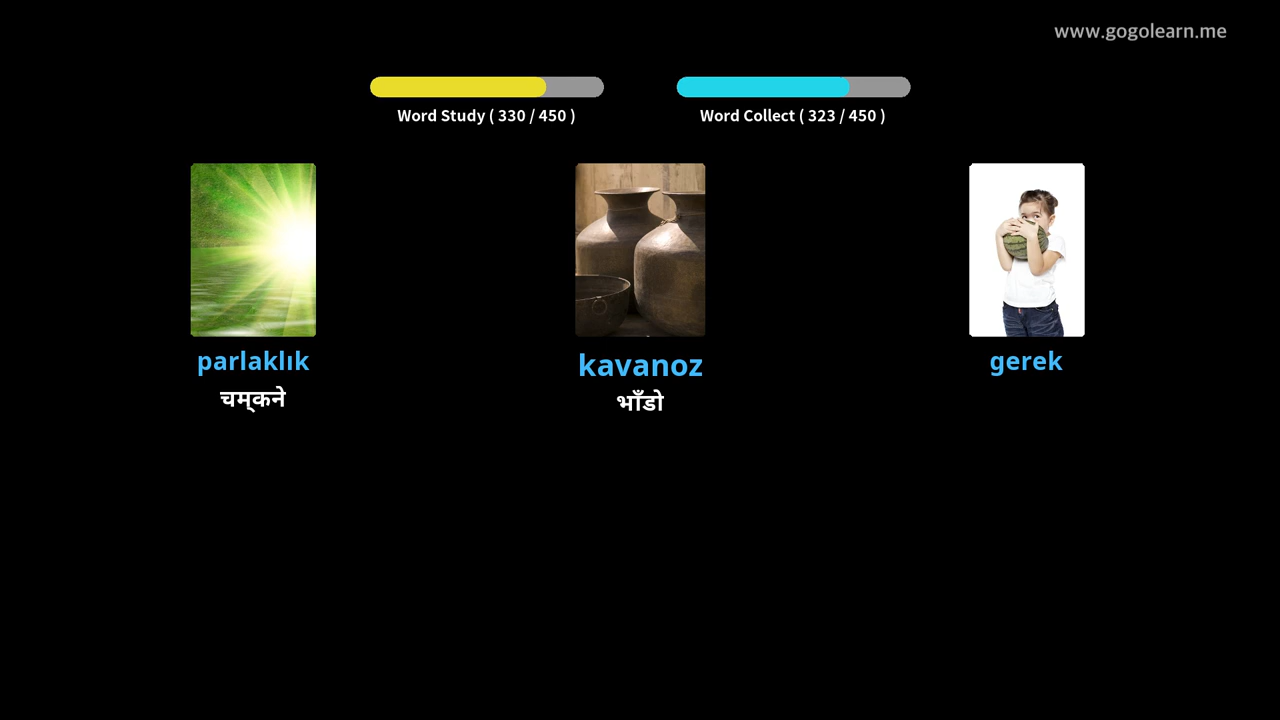 www.gogolearn.me
Word Study ( 330 / 450 )
Word Collect ( 323 / 450 )
parlaklık
kavanoz
gerek
चम्‌कने
भाँडो